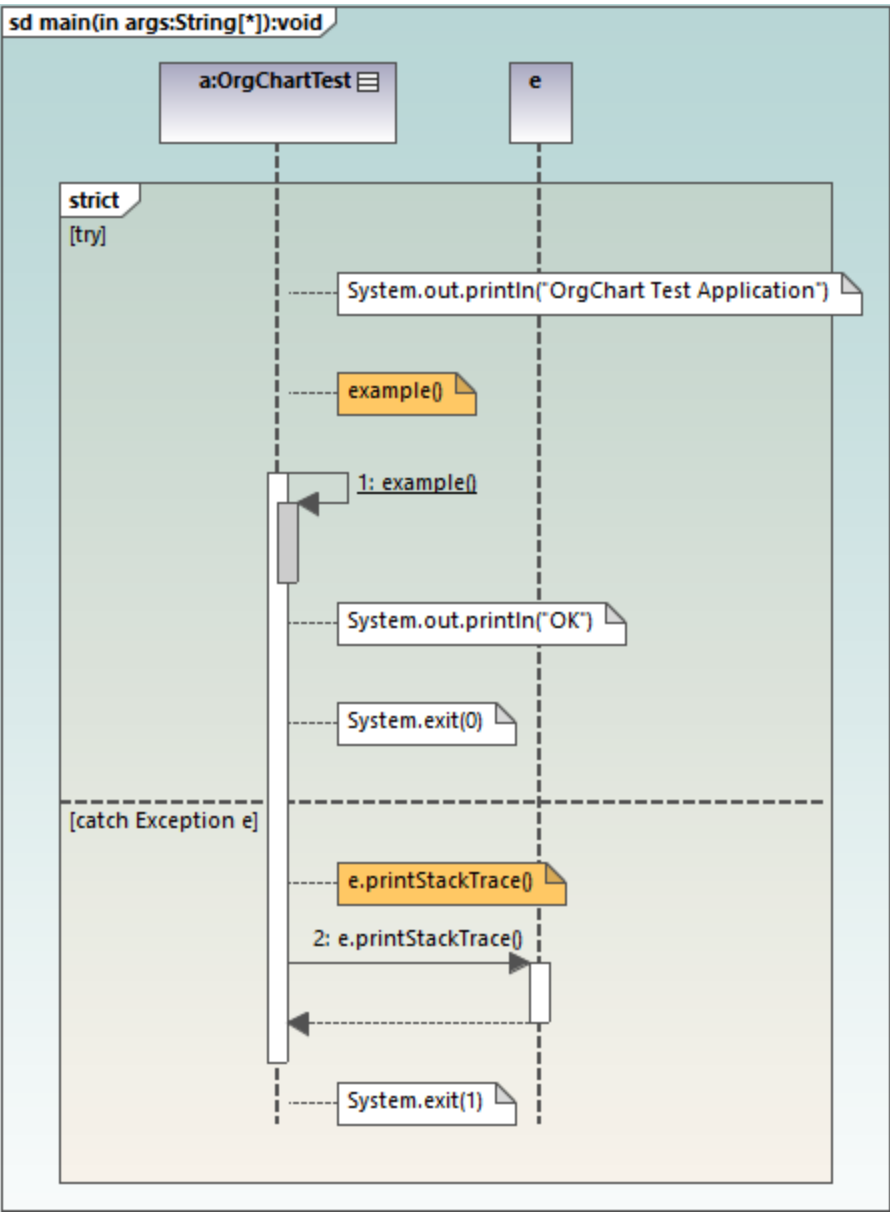 sd main(in args:String[*]):void
a:OrgChartTest
e
strict
[try]
System.out.println("OrgChart Test Application")
example()
1: example()
System.out.println("OK")
System.exit(0)
[catch Exception e]
e.printStackTrace()
2: e.printStackTrace()
System.exit(1)